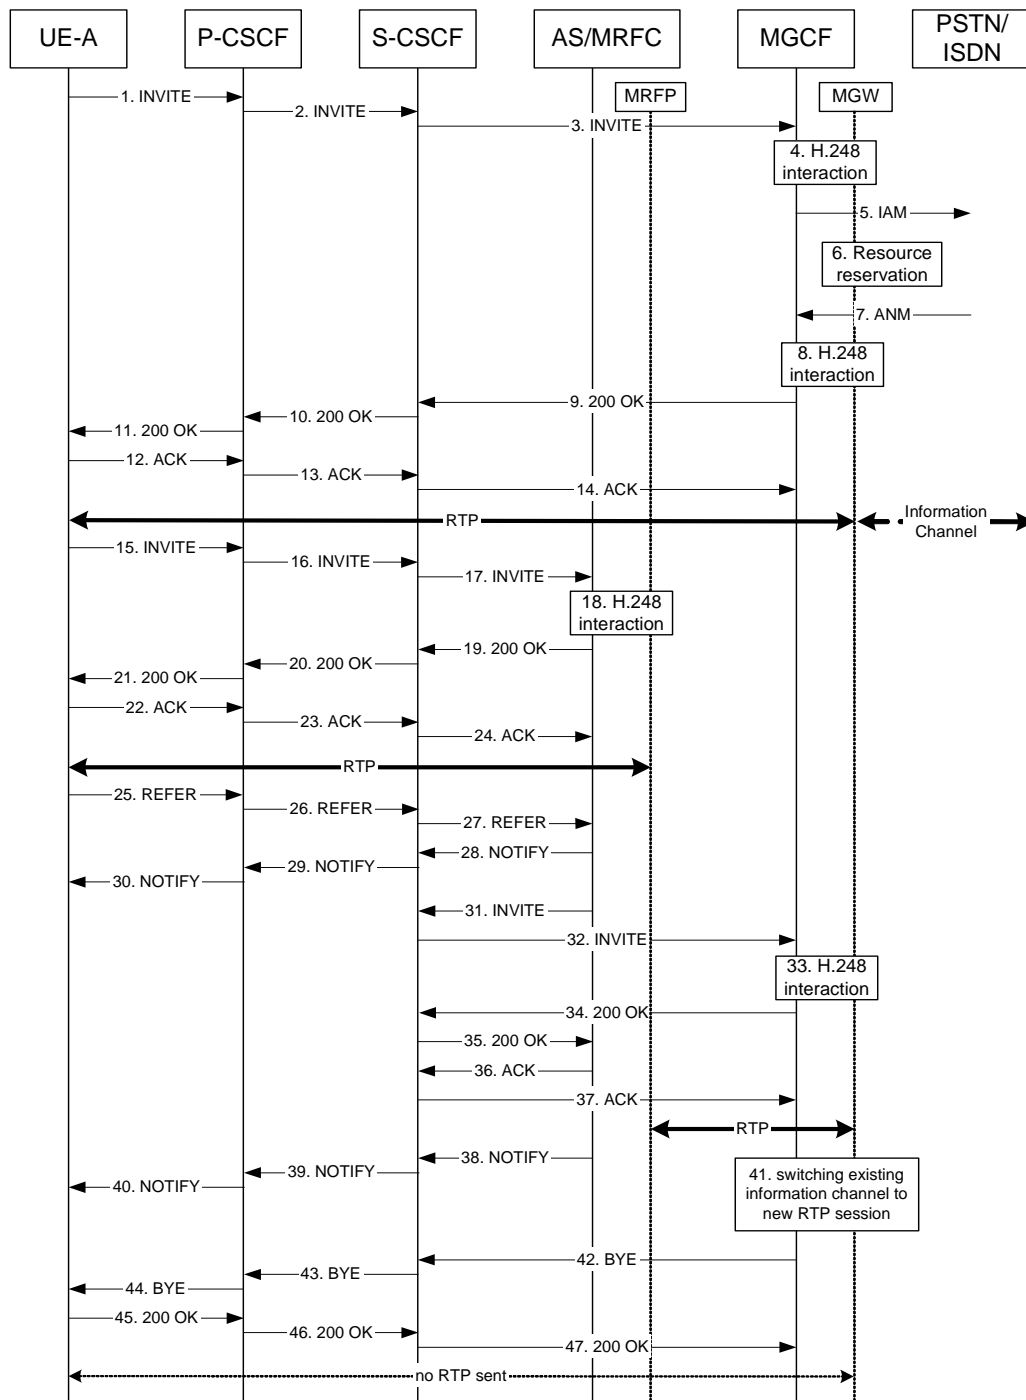 UE-A
P-CSCF
S-CSCF
AS/MRFC
MGCF
PSTN/
ISDN
MRFP
MGW
1. INVITE
2. INVITE
3. INVITE
4. H.248
interaction
5. IAM
6. Resource
reservation
7. ANM
8. H.248
interaction
9. 200 OK
10. 200 OK
11. 200 OK
12. ACK
13. ACK
14. ACK
RTP
Information
Channel
15. INVITE
16. INVITE
17. INVITE
18. H.248
interaction
19. 200 OK
20. 200 OK
21. 200 OK
22. ACK
23. ACK
24. ACK
RTP
25. REFER
26. REFER
27. REFER
28. NOTIFY
29. NOTIFY
30. NOTIFY
31. INVITE
32. INVITE
33. H.248
interaction
34. 200 OK
35. 200 OK
36. ACK
37. ACK
RTP
38. NOTIFY
39. NOTIFY
40. NOTIFY
41. switching existing
information channel to
new RTP session
42. BYE
43. BYE
44. BYE
45. 200 OK
46. 200 OK
47. 200 OK
no RTP sent